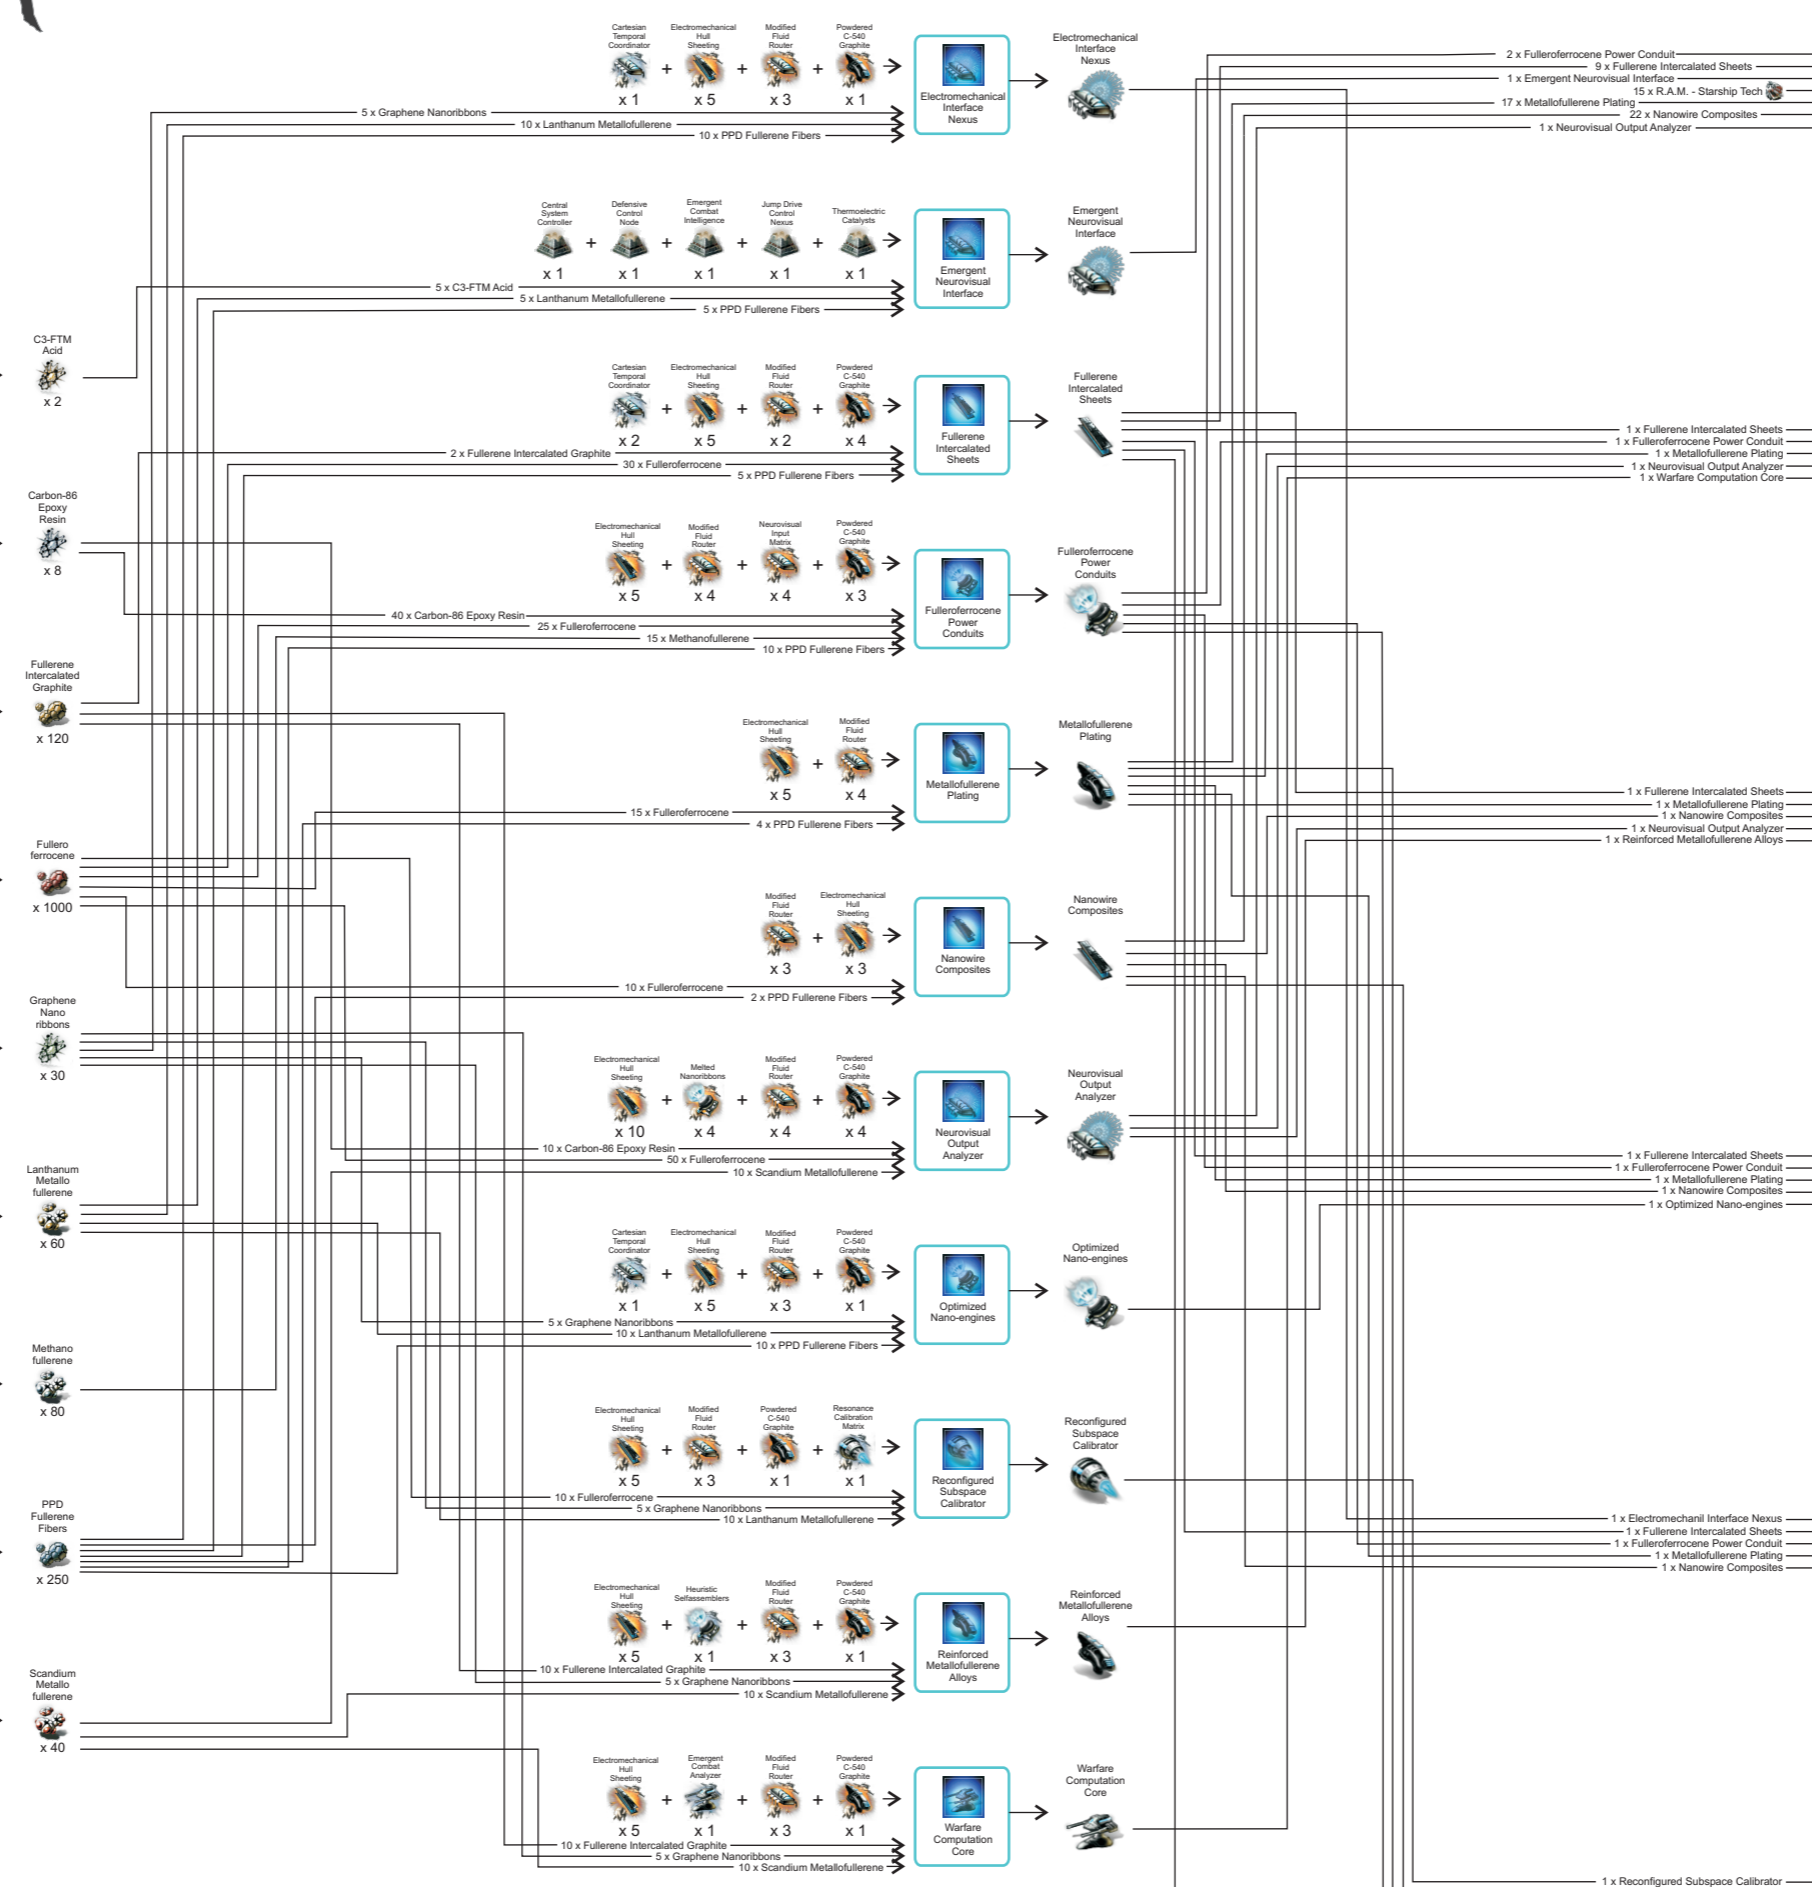 Cartesian
Temporal
Coordinator
x 1
+
Electromechanical
Hull
Sheeting
x 5
+
Modified
Fluid
Router
x 3
+
Powdered
C-540
Graphite
x 1
5 x Graphene Nanoribbons
10 x Lanthanum Metallofullerene
10 x PPD Fullerene Fibers
Electromechanical
Interface
Nexus
Electromechanical
Interface
Nexus
2 x Fulleroferrocene Power Conduit
9 x Fullerene Intercalated Sheets
1 x Emergent Neurovisual Interface
15 x R.A.M. - Starship Tech
17 x Metallofullerene Plating
22 x Nanowire Composites
1 x Neurovisual Output Analyzer
Central
System
Controller
x 1
+
Defensive
Control
Node
x 1
+
Emergent
Combat
Intelligence
x 1
+
Jump Drive
Control
Nexus
x 1
+
Thermoelectric
Catalysts
x 1
5 x C3-FTM Acid
5 x Lanthanum Metallofullerene
5 x PPD Fullerene Fibers
Emergent
Neurovisual
Interface
Emergent
Neurovisual
Interface
C3-FTM
Acid
x 2
Cartesian
Temporal
Coordinator
x 2
+
Electromechanical
Hull
Sheeting
x 5
+
Modified
Fluid
Router
x 2
+
Powdered
C-540
Graphite
x 4
2 x Fullerene Intercalated Graphite
30 x Fulleroferrocene
5 x PPD Fullerene Fibers
Fullerene
Intercalated
Sheets
Fullerene
Intercalated
Sheets
1 x Fullerene Intercalated Sheets
1 x Fulleroferrocene Power Conduit
1 x Metallofullerene Plating
1 x Neurovisual Output Analyzer
1 x Warfare Computation Core
Carbon-86
Epoxy
Resin
x 8
Electromechanical
Hull
Sheeting
x 5
+
Modified
Fluid
Router
x 4
+
Neurovisual
Input
Matrix
x 4
+
Powdered
C-540
Graphite
x 3
40 x Carbon-86 Epoxy Resin
25 x Fulleroferrocene
15 x Methanofullerene
10 x PPD Fullerene Fibers
Fulleroferrocene
Power
Conduits
Fulleroferrocene
Power
Conduits
Fullerene
Intercalated
Graphite
x 120
Electromechanical
Hull
Sheeting
x 5
+
Modified
Fluid
Router
x 4
15 x Fulleroferrocene
4 x PPD Fullerene Fibers
Metallofullerene
Plating
Metallofullerene
Plating
1 x Fullerene Intercalated Sheets
1 x Metallofullerene Plating
1 x Nanowire Composites
1 x Neurovisual Output Analyzer
1 x Reinforced Metallofullerene Alloys
Fullero
ferrocene
x 1000
Modified
Fluid
Router
x 3
+
Electromechanical
Hull
Sheeting
x 3
10 x Fulleroferrocene
2 x PPD Fullerene Fibers
Nanowire
Composites
Nanowire
Composites
Graphene
Nano
ribbons
x 30
Electromechanical
Hull
Sheeting
x 10
+
Melted
Nanoribbons
x 4
+
Modified
Fluid
Router
x 4
+
Powdered
C-540
Graphite
x 4
10 x Carbon-86 Epoxy Resin
50 x Fulleroferrocene
10 x Scandium Metallofullerene
Neurovisual
Output
Analyzer
Neurovisual
Output
Analyzer
1 x Fullerene Intercalated Sheets
1 x Fulleroferrocene Power Conduit
1 x Metallofullerene Plating
1 x Nanowire Composites
1 x Optimized Nano-engines
Lanthanum
Metallo
fullerene
x 60
Cartesian
Temporal
Coordinator
x 1
+
Electromechanical
Hull
Sheeting
x 5
+
Modified
Fluid
Router
x 3
+
Powdered
C-540
Graphite
x 1
5 x Graphene Nanoribbons
10 x Lanthanum Metallofullerene
10 x PPD Fullerene Fibers
Optimized
Nano-engines
Optimized
Nano-engines
Methano
fullerene
x 80
Electromechanical
Hull
Sheeting
x 5
+
Modified
Fluid
Router
x 3
+
Powdered
C-540
Graphite
x 1
+
Resonance
Calibration
Matrix
x 1
10 x Fulleroferrocene
5 x Graphene Nanoribbons
10 x Lanthanum Metallofullerene
Reconfigured
Subspace
Calibrator
Reconfigured
Subspace
Calibrator
1 x Electromechanil Interface Nexus
1 x Fullerene Intercalated Sheets
1 x Fulleroferrocene Power Conduit
1 x Metallofullerene Plating
1 x Nanowire Composites
PPD
Fullerene
Fibers
x 250
Electromechanical
Hull
Sheeting
x 5
+
Heuristic
Selfassemblers
x 1
+
Modified
Fluid
Router
x 3
+
Powdered
C-540
Graphite
x 1
10 x Fullerene Intercalated Graphite
5 x Graphene Nanoribbons
10 x Scandium Metallofullerene
Reinforced
Metallofullerene
Alloys
Reinforced
Metallofullerene
Alloys
Scandium
Metallo
fullerene
x 40
Electromechanical
Hull
Sheeting
x 5
+
Emergent
Combat
Analyzer
x 1
+
Modified
Fluid
Router
x 3
+
Powdered
C-540
Graphite
x 1
10 x Fullerene Intercalated Graphite
5 x Graphene Nanoribbons
10 x Scandium Metallofullerene
Warfare
Computation
Core
Warfare
Computation
Core
1 x Reconfigured Subspace Calibrator